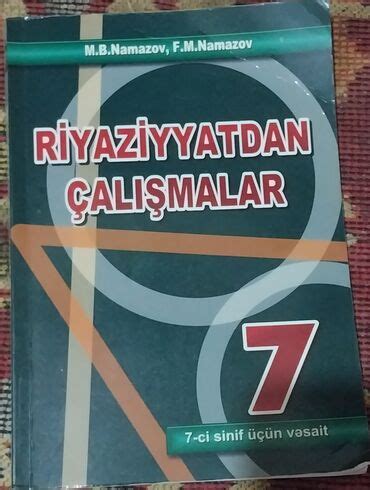 M.B.Namazov, F.M.Namazov
RİYAZİYYATDAN
ÇALIŞMALAR
7
7-ci sinif üçün vəsait